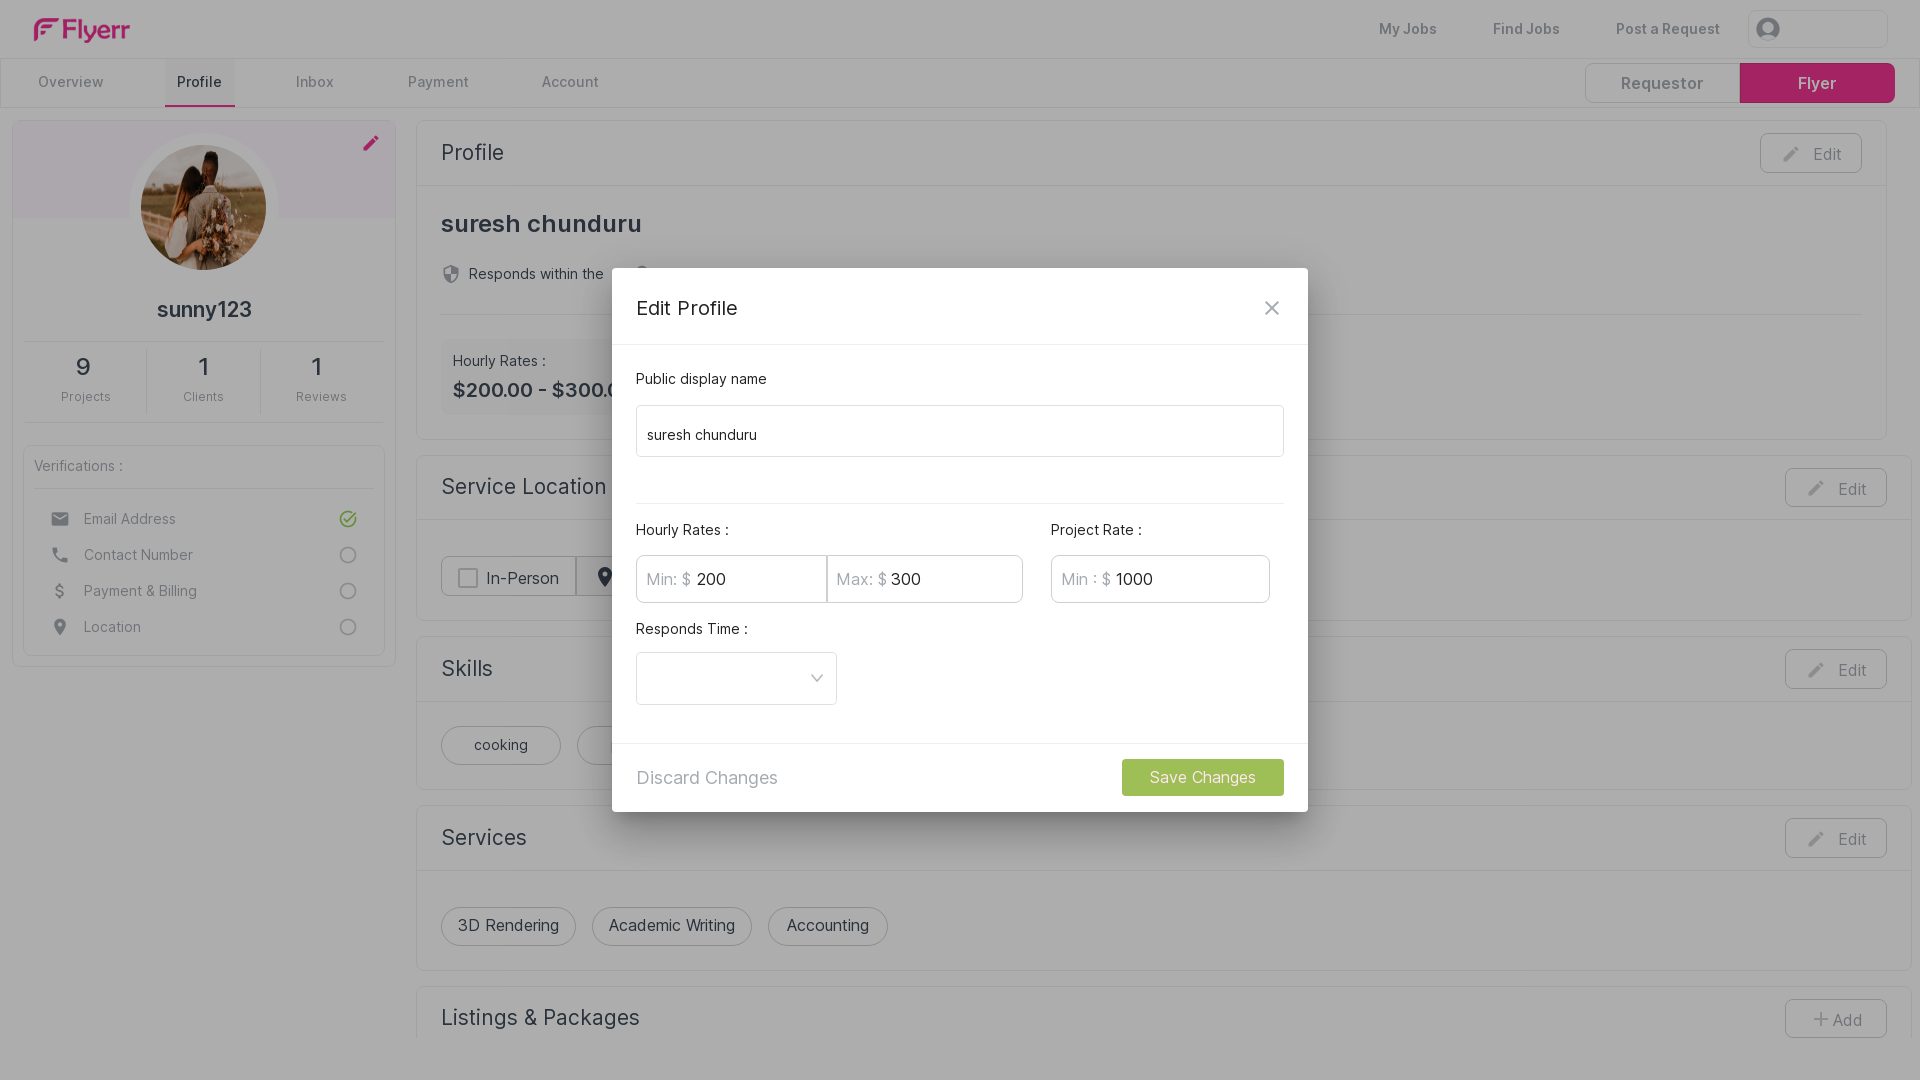 Flyerr
My Jobs
Find Jobs
Post a Request
Overview
Profile
Inbox
Payment
Account
Requestor
Flyer
sunny123
9
Projects
1
Clients
1
Reviews
Verifications :
Email Address
Contact Number
Payment & Billing
Location
Profile
Edit
suresh chunduru
Responds within the
Hourly Rates :
$200.00 - $300.0
Service Location
Edit
In-Person
Skills
Edit
cooking
Services
Edit
3D Rendering
Academic Writing
Accounting
Listings & Packages
Add
Edit Profile
Public display name
suresh chunduru
Hourly Rates :
Project Rate :
Min: $ 200
Max: $ 300
Min : $ 1000
Responds Time :
Discard Changes
Save Changes